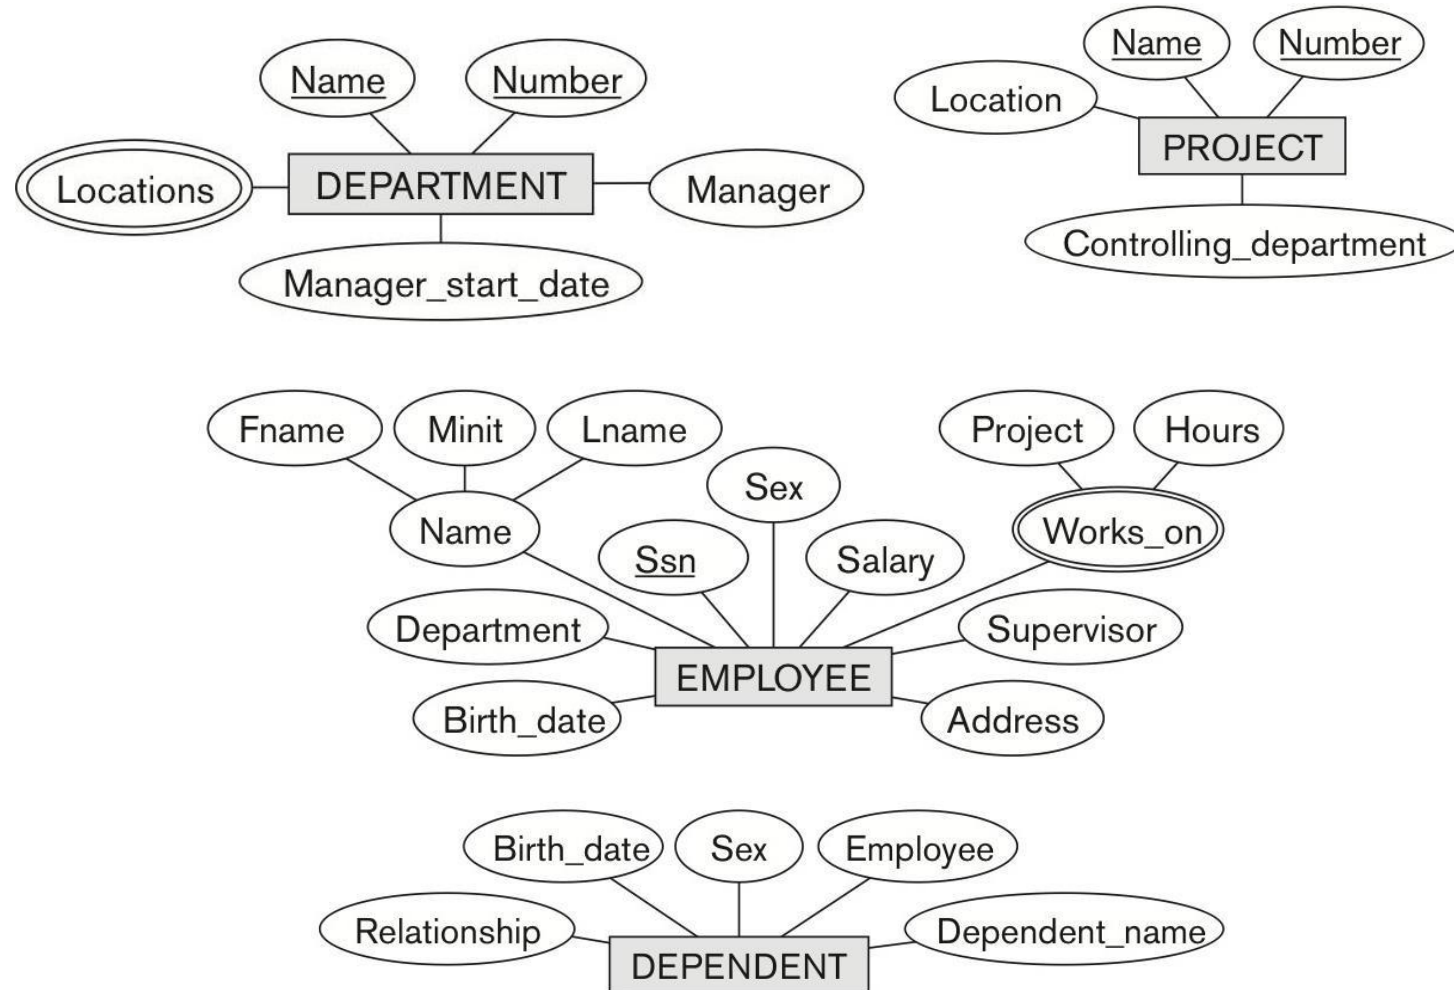 Name
Number
Locations
DEPARTMENT
Manager
Manager_start_date
Name
Number
Location
PROJECT
Controlling_department
Fname
Minit
Lname
Name
Ssn
Sex
Salary
Project
Hours
Works_on
Department
Supervisor
EMPLOYEE
Birth_date
Address
Birth_date
Sex
Employee
Relationship
Dependent_name
DEPENDENT